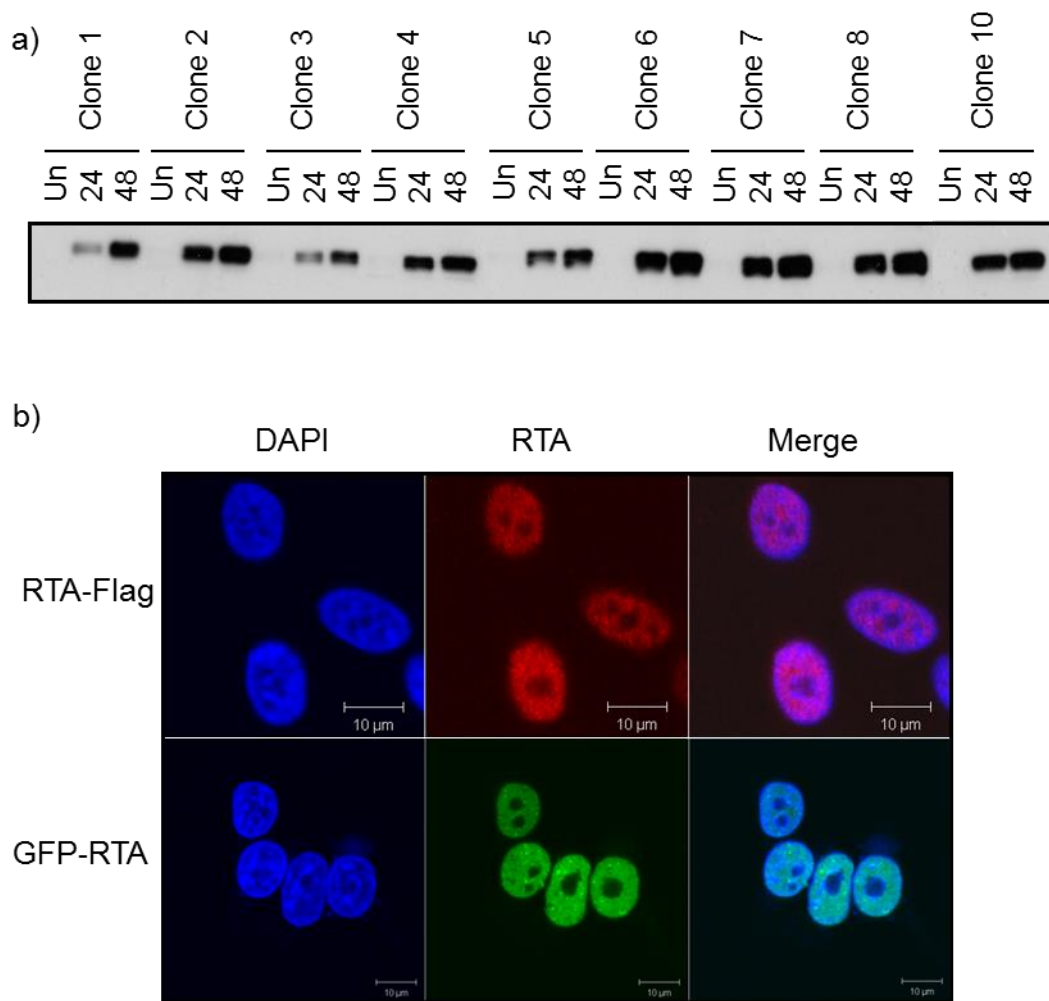 a)
Clone 1 Clone 2 Clone 3 Clone 4 Clone 5 Clone 6 Clone 7 Clone 8 Clone 10
Un 24 48 Un 24 48 Un 24 48 Un 24 48 Un 24 48 Un 24 48 Un 24 48 Un 24 48 Un 24 48
b)
DAPI RTA Merge
RTA-Flag
10 µm 10 µm 10 µm
GFP-RTA
10 µm 10 µm 10 µm